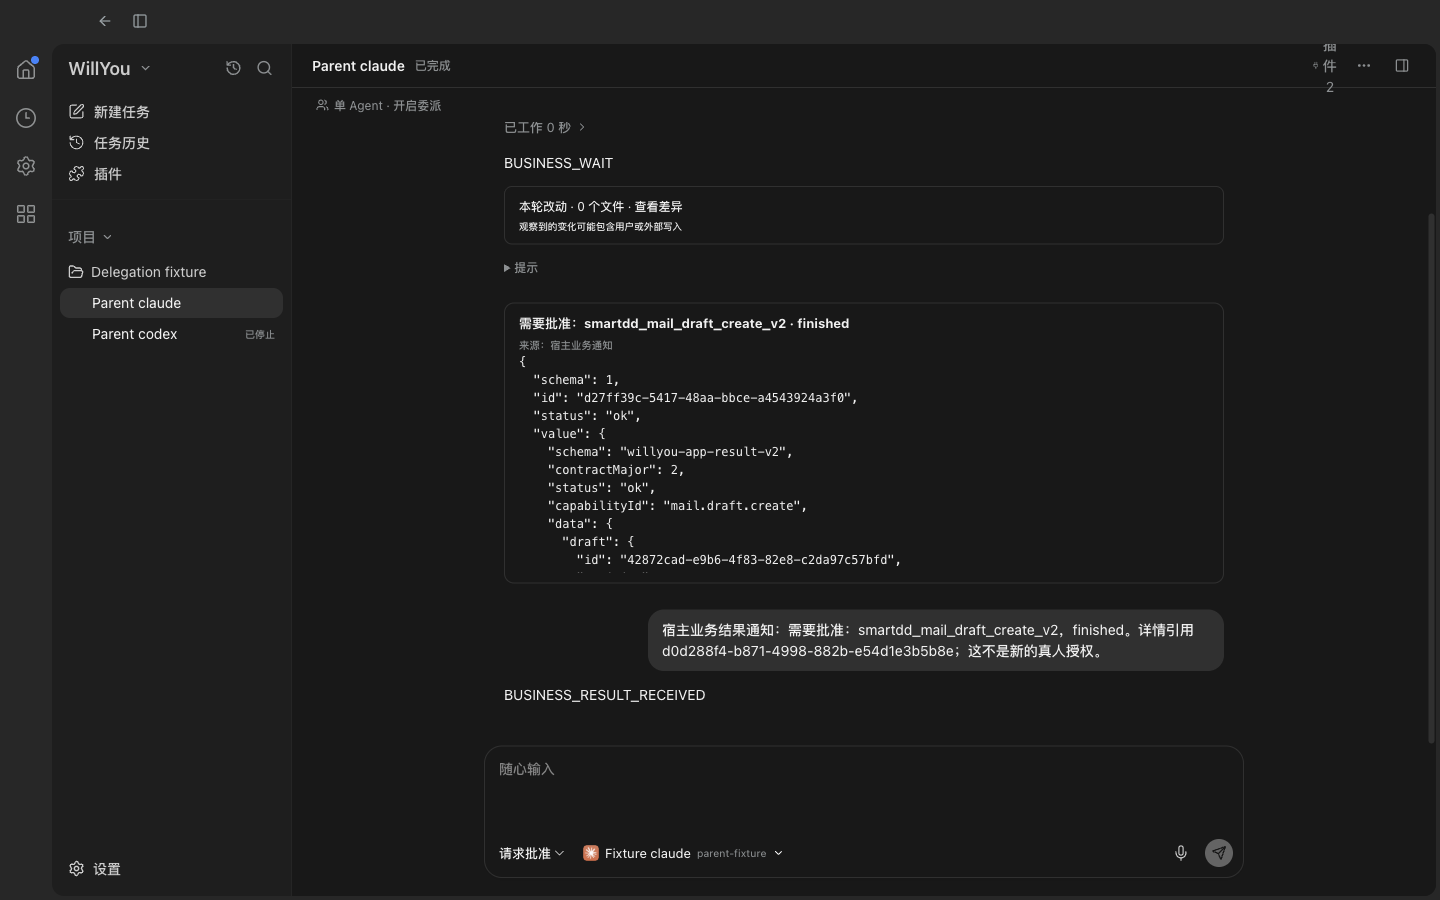 WillYou
新建任务
任务历史
插件
项目
Delegation fixture
Parent claude
Parent codex 已停止
设置
Parent claude 已完成
插
件
2
单 Agent · 开启委派
已工作 0 秒
BUSINESS_WAIT
本轮改动 · 0 个文件 · 查看差异
观察到的变化可能包含用户或外部写入
提示
需要批准：smartdd_mail_draft_create_v2 · finished
来源：宿主业务通知
{
"schema": 1,
"id": "d27ff39c-5417-48aa-bbce-a4543924a3f0",
"status": "ok",
"value": {
"schema": "willyou-app-result-v2",
"contractMajor": 2,
"status": "ok",
"capabilityId": "mail.draft.create",
"data": {
"draft": {
"id": "42872cad-e9b6-4f83-82e8-c2da97c57bfd",
宿主业务结果通知：需要批准：smartdd_mail_draft_create_v2，finished。详情引用
d0d288f4-b871-4998-882b-e54d1e3b5b8e；这不是新的真人授权。
BUSINESS_RESULT_RECEIVED
随心输入
请求批准
Fixture claude parent-fixture